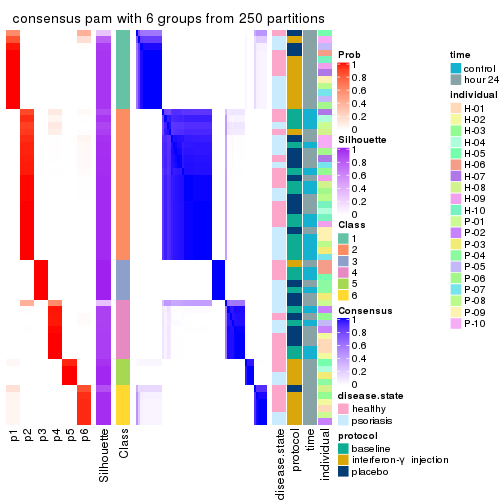 consensus pam with 6 groups from 250 partitions
Prob
1
0.8
0.6
0.4
0.2
0
Silhouette
1
0.8
0.6
0.4
0.2
0
Class
1
2
3
4
5
6
Consensus
1
0.8
0.6
0.4
0.2
0
disease.state
healthy
psoriasis
protocol
baseline
interferon-γ injection
placebo
time
control
hour 24
individual
H-01
H-02
H-03
H-04
H-05
H-06
H-07
H-08
H-09
H-10
P-01
P-02
P-03
P-04
P-05
P-06
P-07
P-08
P-09
P-10
p1
p2
p3
p4
p5
p6
Silhouette
Class
disease.state
protocol
time
individual